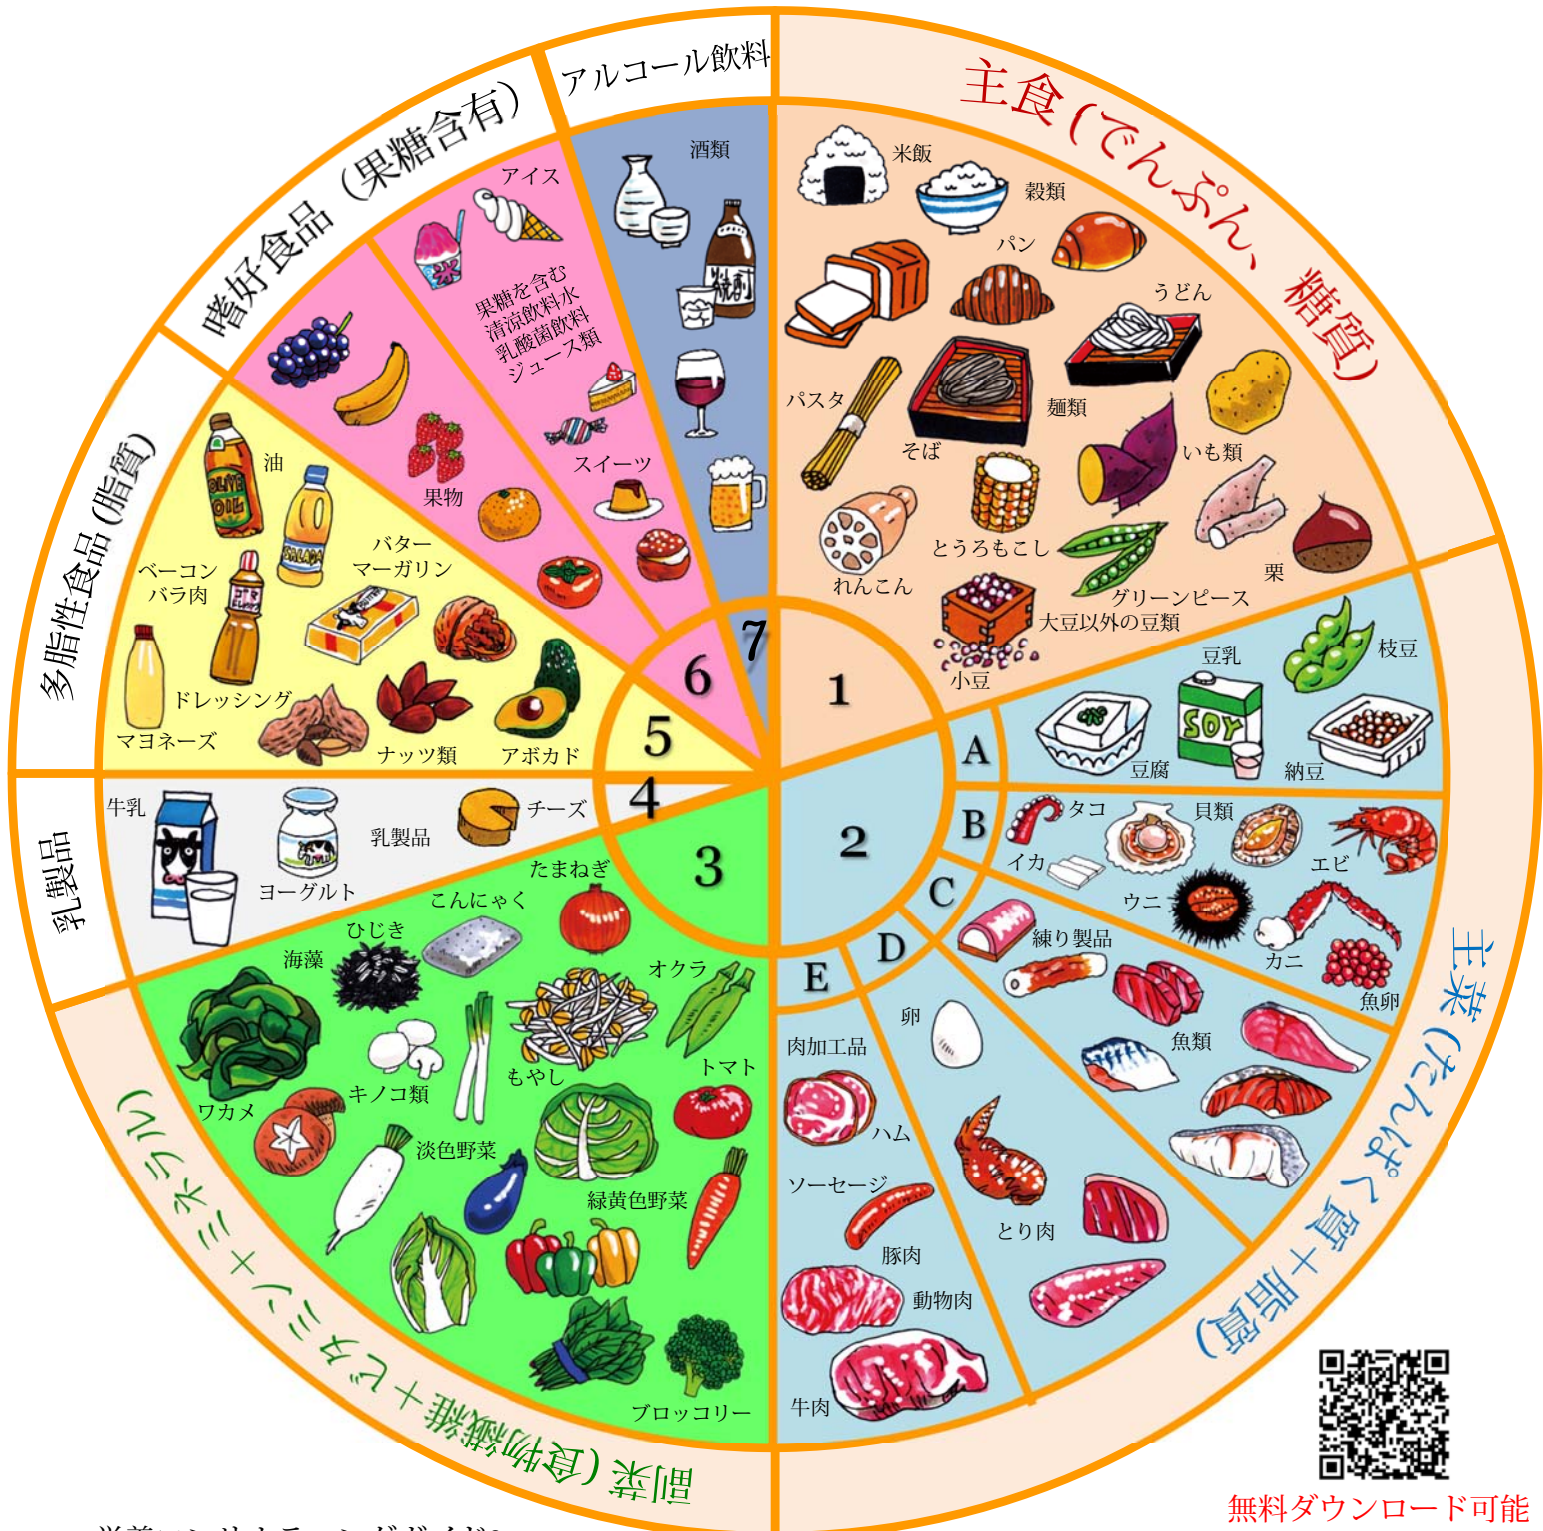 アルコール飲料
主食(でんぷん、糖質)
嗜好食品(果糖含有)
多脂性食品(脂質)
乳製品
副菜(食物繊維+ビタミン+ミネラル)
主菜(たんぱく質+脂質)
酒類
焼酎
米飯
穀類
パン
うどん
パスタ
そば
麺類
いも類
とうろもこし
れんこん
グリーンピース
栗
大豆以外の豆類
小豆
1
2
A
豆乳
枝豆
SOY
豆腐
納豆
B
タコ
貝類
イカ
エビ
ウニ
カニ
魚卵
C
練り製品
魚類
D
卵
とり肉
E
肉加工品
ハム
ソーセージ
豚肉
動物肉
牛肉
3
たまねぎ
こんにゃく
ひじき
海藻
オクラ
もやし
トマト
キノコ類
ワカメ
淡色野菜
緑黄色野菜
ブロッコリー
4
牛乳
ヨーグルト
乳製品
チーズ
5
油
OLIVE
OIL
SALADA
ベーコン
バラ肉
バター
マーガリン
ドレッシング
マヨネーズ
ナッツ類
アボカド
6
アイス
氷
果糖を含む
清涼飲料水
乳酸菌飲料
ジュース類
スイーツ
果物
7
無料ダウンロード可能